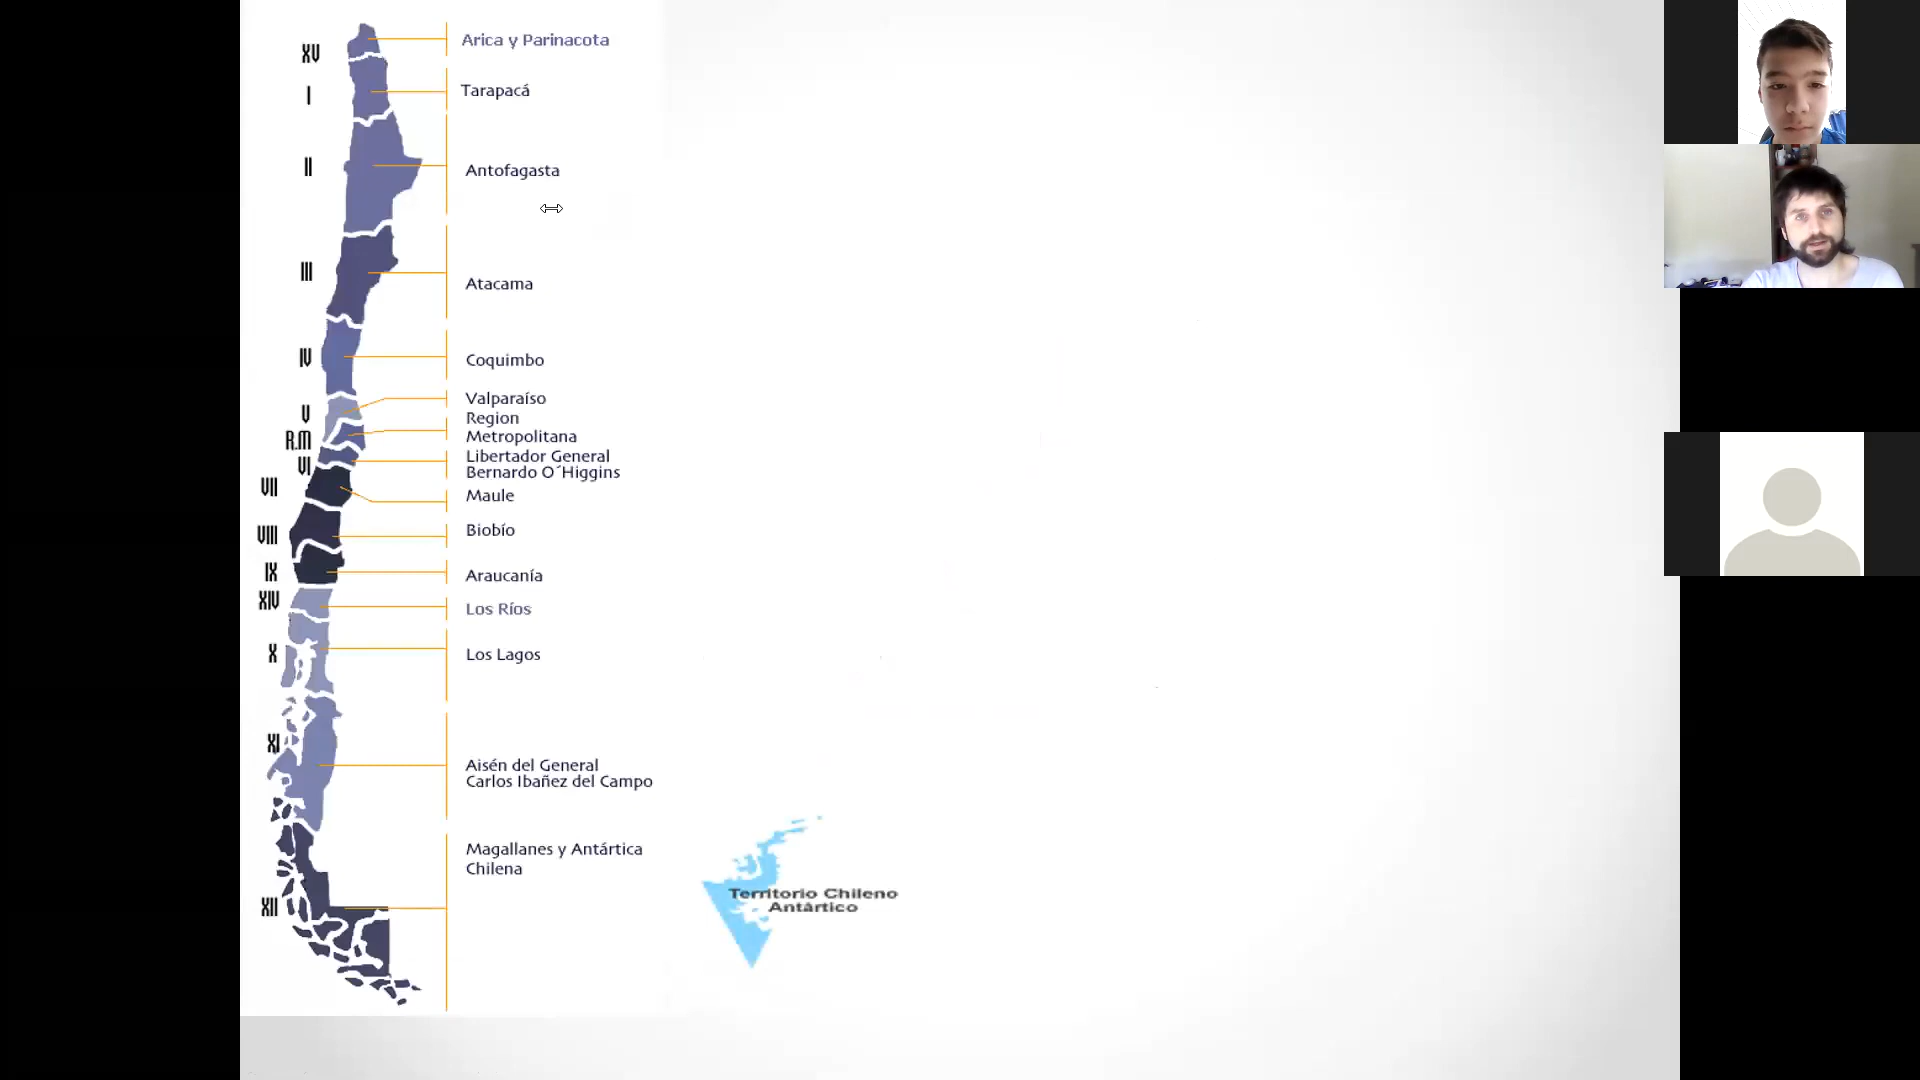 XV
Arica y Parinacota
I
Tarapacá
II
Antofagasta
III
Atacama
IV
Coquimbo
V
Valparaíso
R.M
Region
Metropolitana
VI
Libertador General
Bernardo O´Higgins
VII
Maule
VIII
Biobío
IX
Araucanía
XIV
Los Ríos
X
Los Lagos
XI
Aisén del General
Carlos Ibañez del Campo
XII
Magallanes y Antártica
Chilena
Territorio Chileno
Antártico